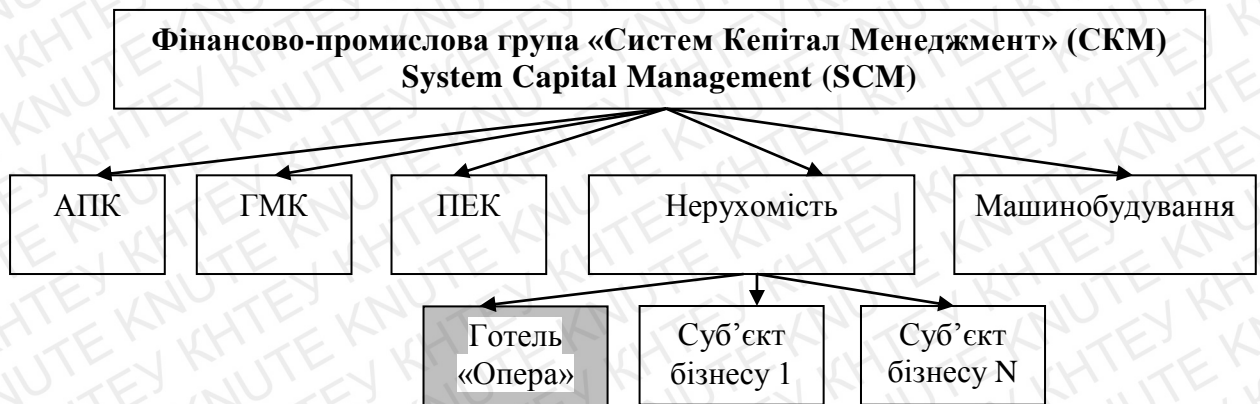 Фінансово-промислова група «Систем Кепітал Менеджмент» (СКМ)
System Capital Management (SCM)
АПК
ГМК
ПЕК
Нерухомість
Машинобудування
Готель
«Опера»
Суб’єкт
бізнесу 1
Суб’єкт
бізнесу N